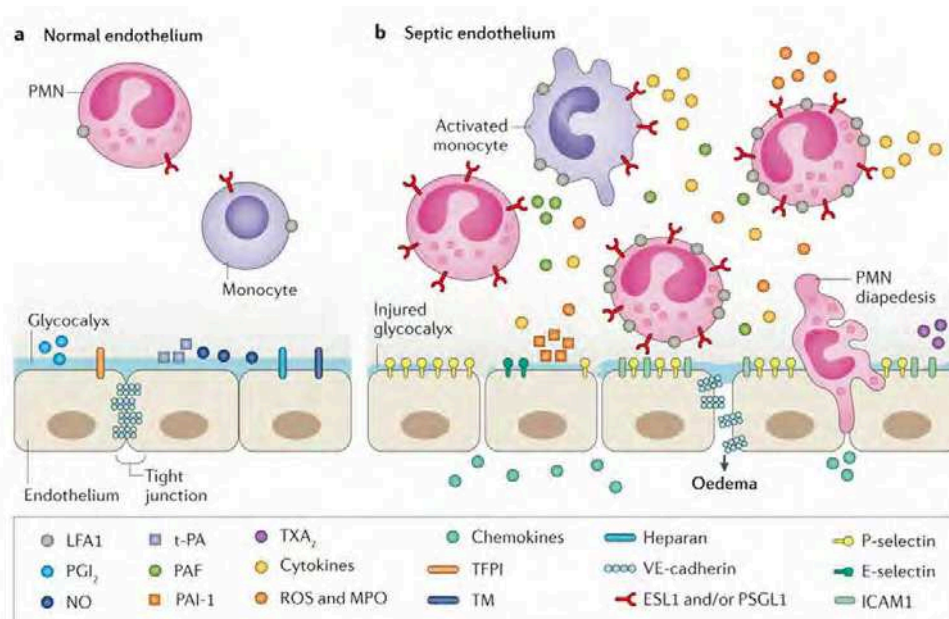 a Normal endothelium
PMN
Monocyte
Glycocalyx
Endothelium
Tight
junction
b Septic endothelium
Activated
monocyte
Injured
glycocalyx
PMN
diapedesis
Oedema
LFA1
PGI2
NO
t-PA
PAF
PAI-1
TXA2
Cytokines
ROS and MPO
Chemokines
TFPI
TM
Heparan
VE-cadherin
ESL1 and/or PSGL1
P-selectin
E-selectin
ICAM1